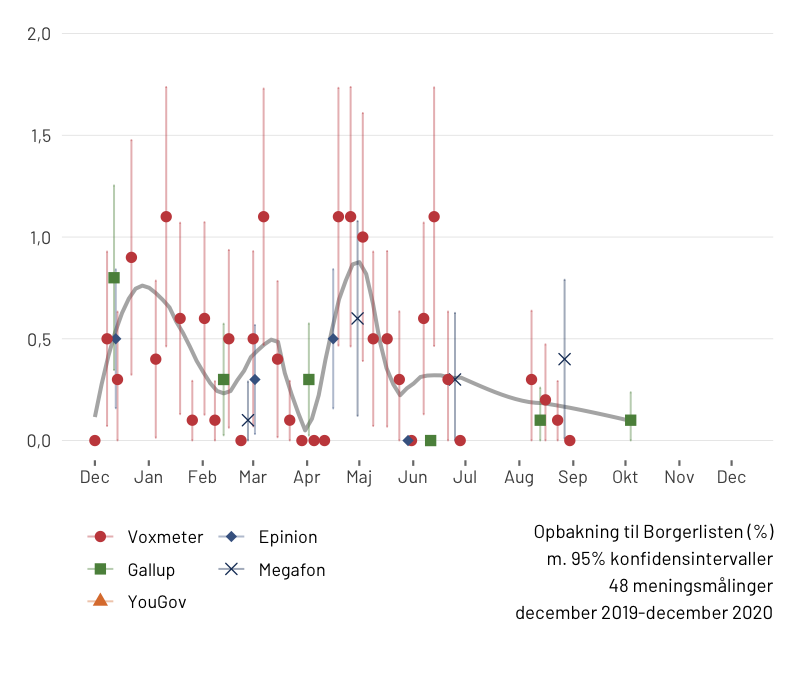 2,0
1,5
1,0
0,5
0,0
Dec Jan Feb Mar Apr Maj Jun Jul Aug Sep Okt Nov Dec
Voxmeter
Epinion
Gallup
Megafon
YouGov
Opbakning til Borgerlisten (%)
m. 95% konfidensintervaller
48 meningsmålinger
december 2019-december 2020